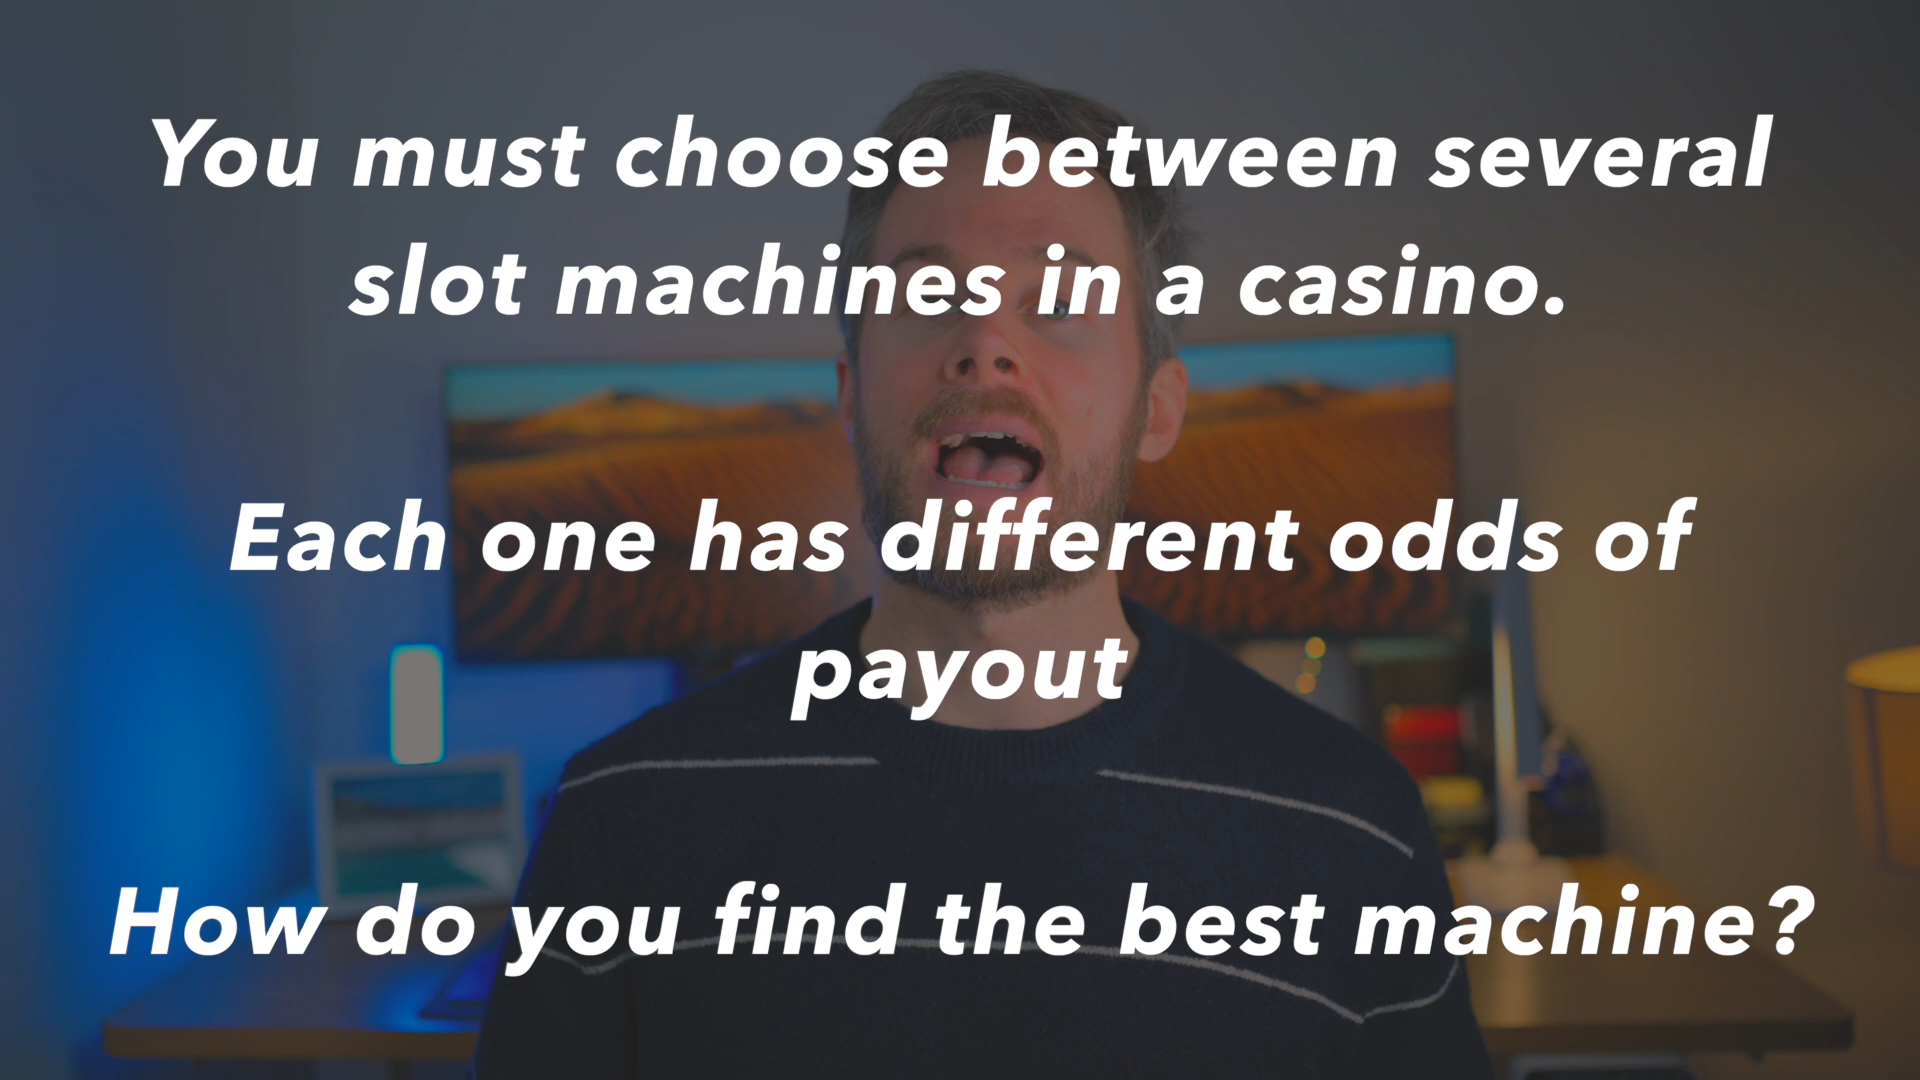 You must choose between several
slot machines in a casino.
Each one has different odds of
payout
How do you find the best machine?